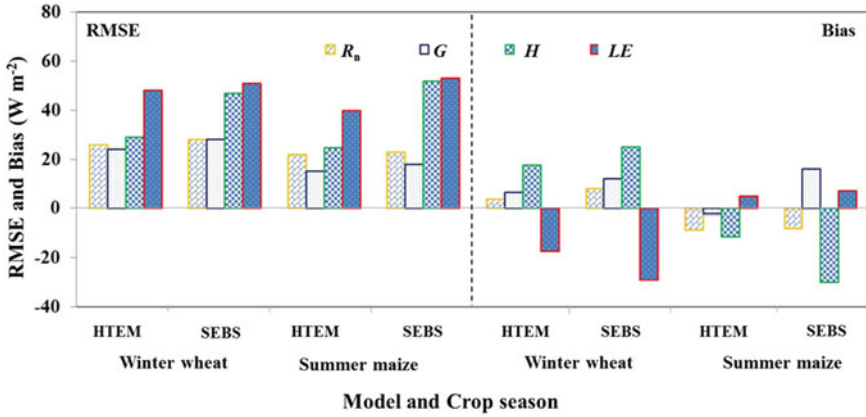 RMSE
Bias
Rn G H LE
RMSE and Bias (W m-2)
80
60
40
20
0
-20
-40
HTEM SEBS HTEM SEBS HTEM SEBS HTEM SEBS
Winter wheat Summer maize Winter wheat Summer maize
Model and Crop season